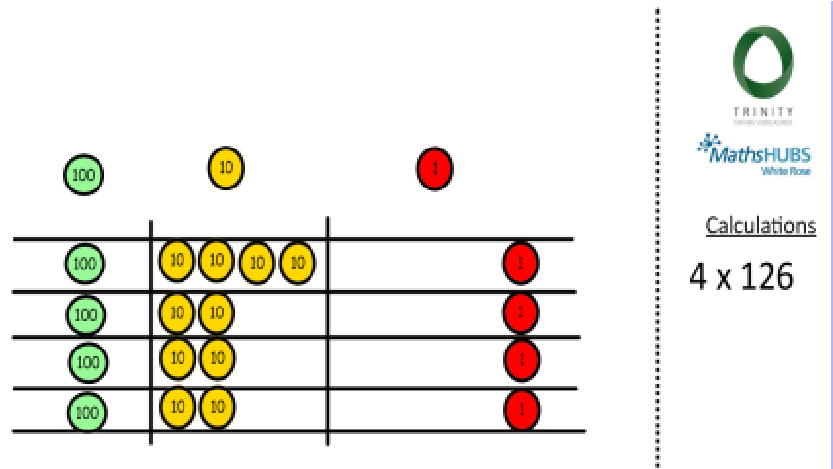 TRINITY
MathsHUBS
White Rose
100 10 1
Calculations
100 10 10 10 10 1
4 x 126
100 10 10 1
100 10 10 1
100 10 10 1